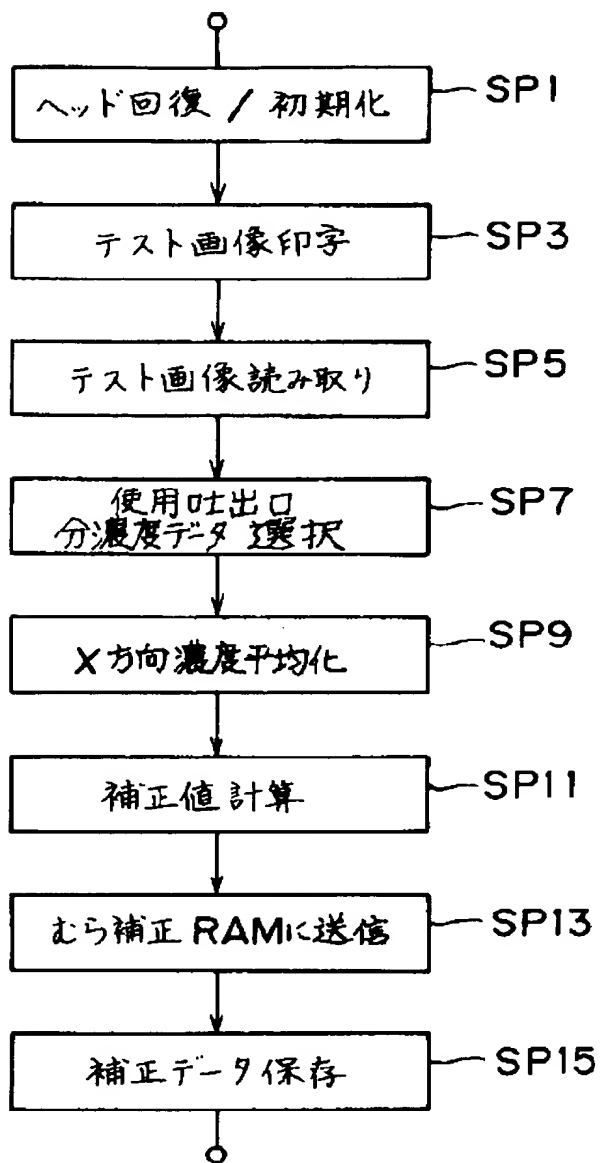 ヘッド回復 / 初期化
SP1
テスト画像印字
SP3
テスト画像読み取り
SP5
使用吐出口
分濃度データ選択
SP7
X方向濃度平均化
SP9
補正値計算
SP11
むら補正RAMに送信
SP13
補正データ保存
SP15